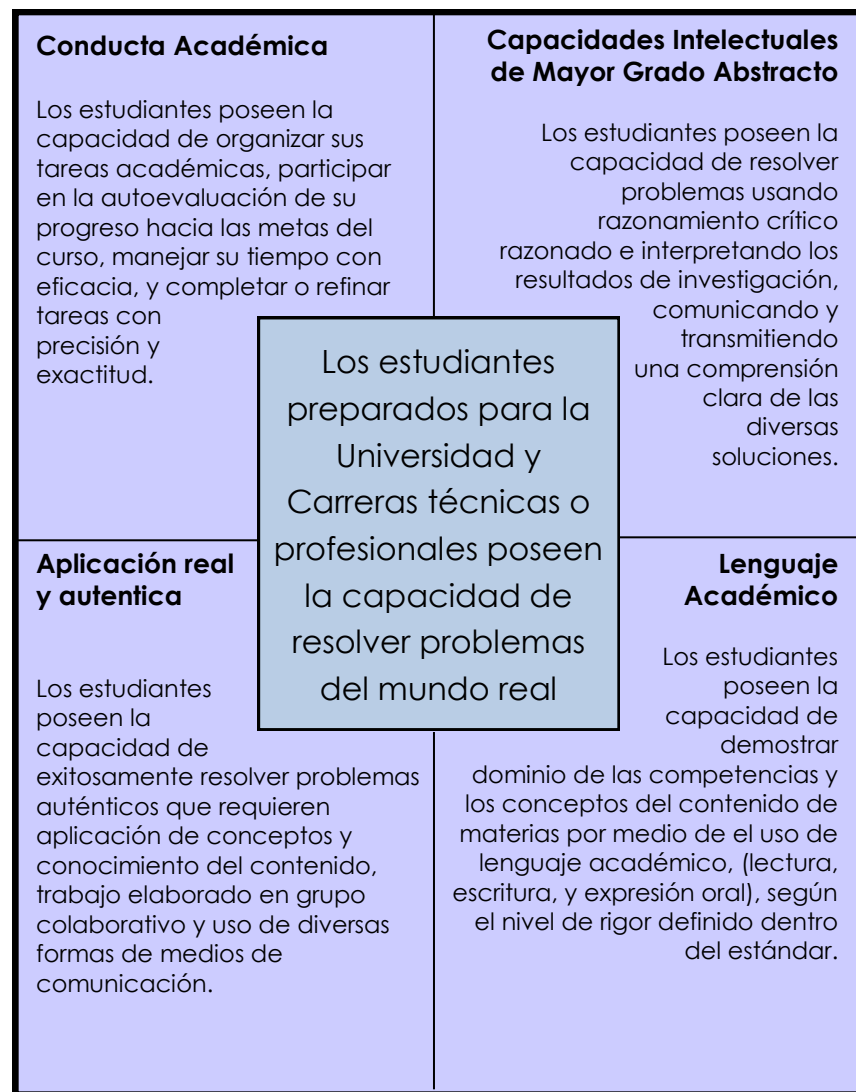 Conducta Académica
Los estudiantes poseen la
capacidad de organizar sus
tareas académicas, participar
en la autoevaluación de su
progreso hacia las metas del
curso, manejar su tiempo con
eficacia, y completar o refinar
tareas con
precisión y
exactitud.
Capacidades Intelectuales
de Mayor Grado Abstracto
Los estudiantes poseen la
capacidad de resolver
problemas usando
razonamiento crítico
razonado e interpretando los
resultados de investigación,
comunicando y
transmitiendo
una comprensión
clara de las
diversas
soluciones.
Los estudiantes
preparados para la
Universidad y
Carreras técnicas o
profesionales poseen
la capacidad de
resolver problemas
del mundo real
Aplicación real
y autentica
Los estudiantes
poseen la
capacidad de
exitosamente resolver problemas
auténticos que requieren
aplicación de conceptos y
conocimiento del contenido,
trabajo elaborado en grupo
colaborativo y uso de diversas
formas de medios de
comunicación.
Lenguaje
Académico
Los estudiantes
poseen la
capacidad de
demostrar
dominio de las competencias y
los conceptos del contenido de
materias por medio de el uso de
lenguaje académico, (lectura,
escritura, y expresión oral), según
el nivel de rigor definido dentro
del estándar.